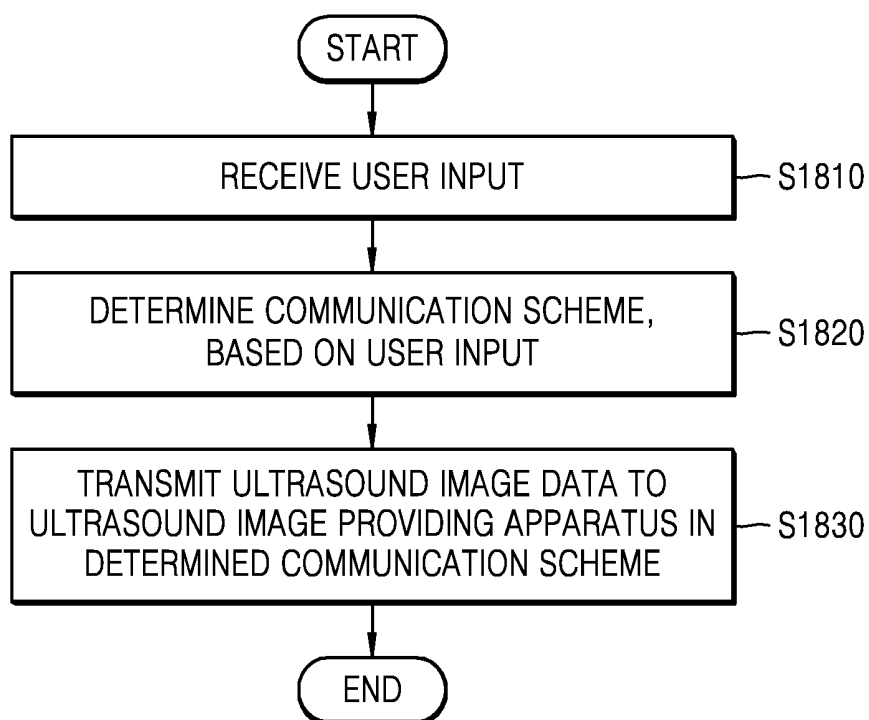 START
RECEIVE USER INPUT
S1810
DETERMINE COMMUNICATION SCHEME,
BASED ON USER INPUT
S1820
TRANSMIT ULTRASOUND IMAGE DATA TO
ULTRASOUND IMAGE PROVIDING APPARATUS IN
DETERMINED COMMUNICATION SCHEME
S1830
END